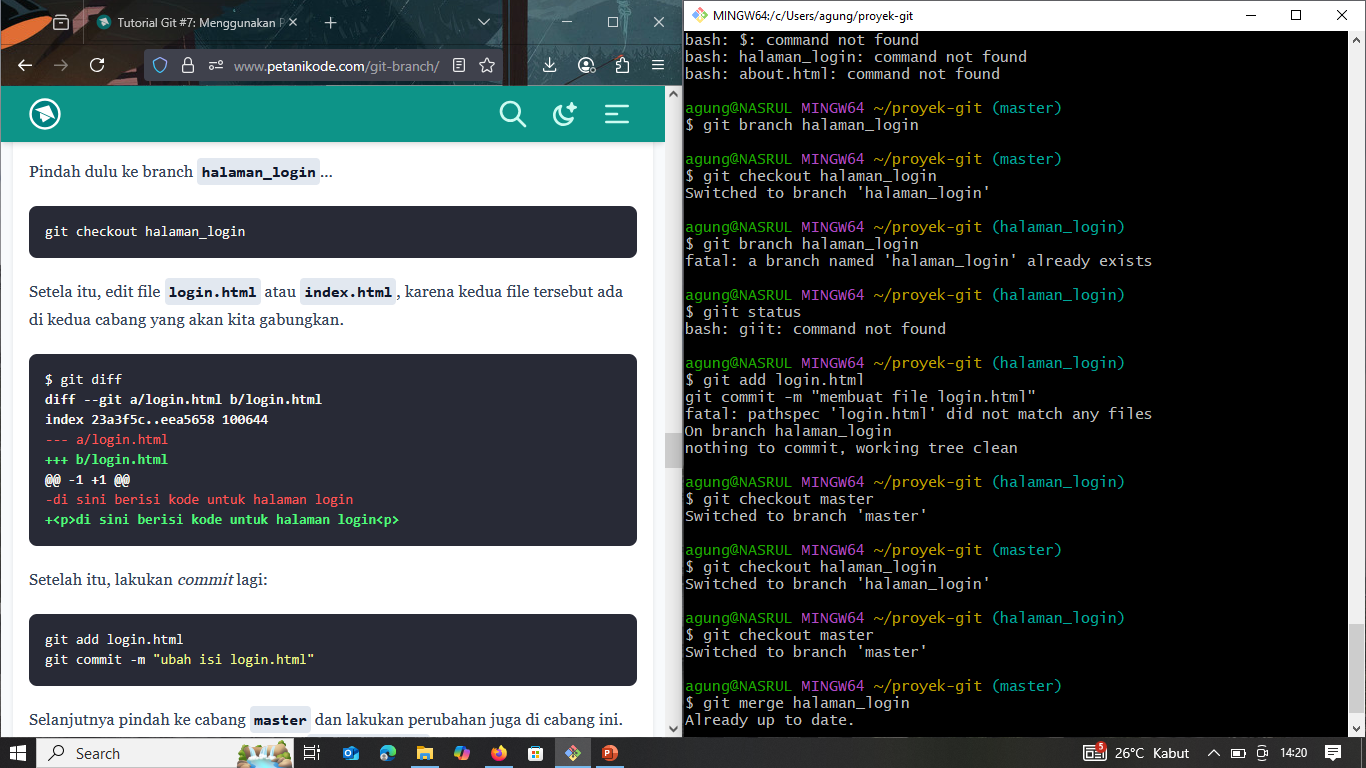 Tutorial Git #7: Menggunakan P
www.petanikode.com/git-branch/
Pindah dulu ke branch halaman_login...
git checkout halaman_login
Setela itu, edit file login.html atau index.html, karena kedua file tersebut ada
di kedua cabang yang akan kita gabungkan.
$ git diff
diff --git a/login.html b/login.html
index 23a3f5c..eea5658 100644
--- a/login.html
+++ b/login.html
@@ -1 +1 @@
-di sini berisi kode untuk halaman login
+<p>di sini berisi kode untuk halaman login<p>
Setelah itu, lakukan commit lagi:
git add login.html
git commit -m "ubah isi login.html"
Selanjutnya pindah ke cabang master dan lakukan perubahan juga di cabang ini.
MINGW64:/c/Users/agung/proyek-git
bash: $: command not found
bash: halaman_login: command not found
bash: about.html: command not found
agung@NASRUL MINGW64 ~/proyek-git (master)
$ git branch halaman_login
agung@NASRUL MINGW64 ~/proyek-git (master)
$ git checkout halaman_login
Switched to branch 'halaman_login'
agung@NASRUL MINGW64 ~/proyek-git (halaman_login)
$ git branch halaman_login
fatal: a branch named 'halaman_login' already exists
agung@NASRUL MINGW64 ~/proyek-git (halaman_login)
$ giit status
bash: giit: command not found
agung@NASRUL MINGW64 ~/proyek-git (halaman_login)
$ git add login.html
git commit -m "membuat file login.html"
fatal: pathspec 'login.html' did not match any files
On branch halaman_login
nothing to commit, working tree clean
agung@NASRUL MINGW64 ~/proyek-git (halaman_login)
$ git checkout master
Switched to branch 'master'
agung@NASRUL MINGW64 ~/proyek-git (master)
$ git checkout halaman_login
Switched to branch 'halaman_login'
agung@NASRUL MINGW64 ~/proyek-git (halaman_login)
$ git checkout master
Switched to branch 'master'
agung@NASRUL MINGW64 ~/proyek-git (master)
$ git merge halaman_login
Already up to date.
Search
5
26°C Kabut
14:20